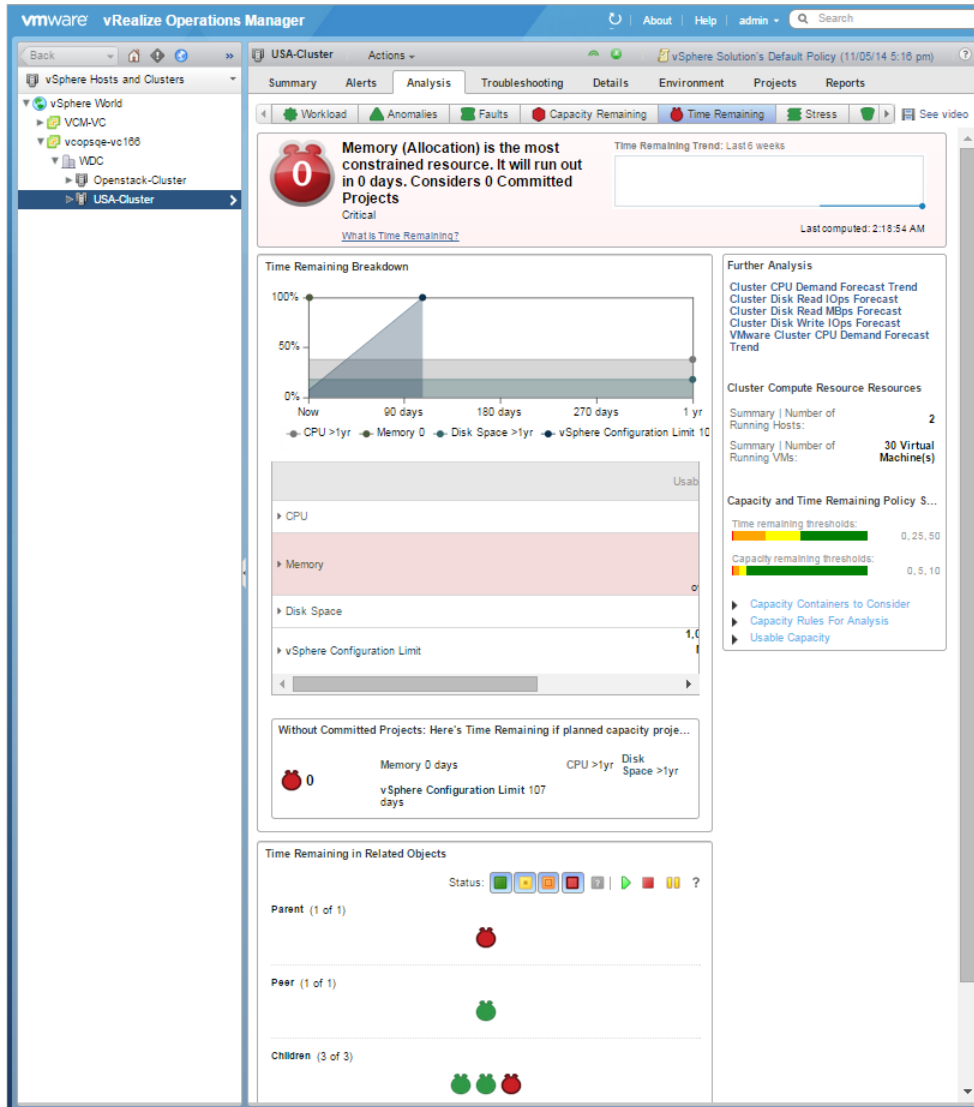 vmware vRealize Operations Manager
About Help admin Search
Back
vSphere Hosts and Clusters
vSphere World
VCM-VC
vcopsqe-vc166
WDC
Openstack-Cluster
USA-Cluster
USA-Cluster Actions vSphere Solution's Default Policy (11/05/14 5:16 pm) ?
Summary Alerts Analysis Troubleshooting Details Environment Projects Reports
Workload Anomalies Faults Capacity Remaining Time Remaining Stress See video
0
Memory (Allocation) is the most
constrained resource. It will run out
in 0 days. Considers 0 Committed
Projects
Critical
What is Time Remaining?
Time Remaining Trend: Last 6 weeks
Last computed: 2:18:54 AM
Time Remaining Breakdown
100%
50%
0%
Now 90 days 180 days 270 days 1 yr
CPU >1yr Memory 0 Disk Space >1yr vSphere Configuration Limit 10
Usab
CPU
Memory
Disk Space
vSphere Configuration Limit
Without Committed Projects: Here's Time Remaining if planned capacity proje...
0
Memory 0 days CPU >1yr Disk
Space >1yr
vSphere Configuration Limit 107
days
Further Analysis
Cluster CPU Demand Forecast Trend
Cluster Disk Read IOps Forecast
Cluster Disk Read MBps Forecast
Cluster Disk Write IOps Forecast
VMware Cluster CPU Demand Forecast
Trend
Cluster Compute Resource Resources
Summary | Number of
Running Hosts: 2
Summary | Number of 30 Virtual
Running VMs: Machine(s)
Capacity and Time Remaining Policy S...
Time remaining thresholds:
0, 25, 50
Capacity remaining thresholds:
0, 5, 10
Capacity Containers to Consider
Capacity Rules For Analysis
Usable Capacity
Time Remaining in Related Objects
Status: ? ?
Parent (1 of 1)
Peer (1 of 1)
Children (3 of 3)